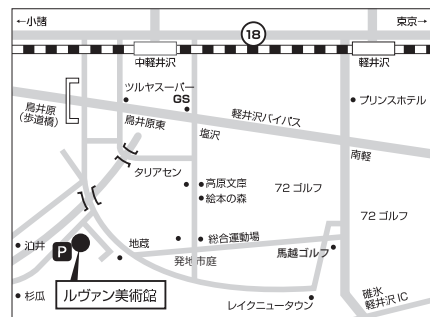 ←小諸
東京→
18
中軽井沢
軽井沢
ツルヤスーパー
GS
プリンスホテル
鳥井原
(歩道橋)
鳥井原東
軽井沢バイパス
塩沢
南軽
タリアセン
高原文庫
絵本の森
72 ゴルフ
72 ゴルフ
泊井
P
地蔵
総合運動場
発地市庭
馬越ゴルフ
杉瓜
ルヴァン美術館
レイクニュータウン
碓氷
軽井沢 IC